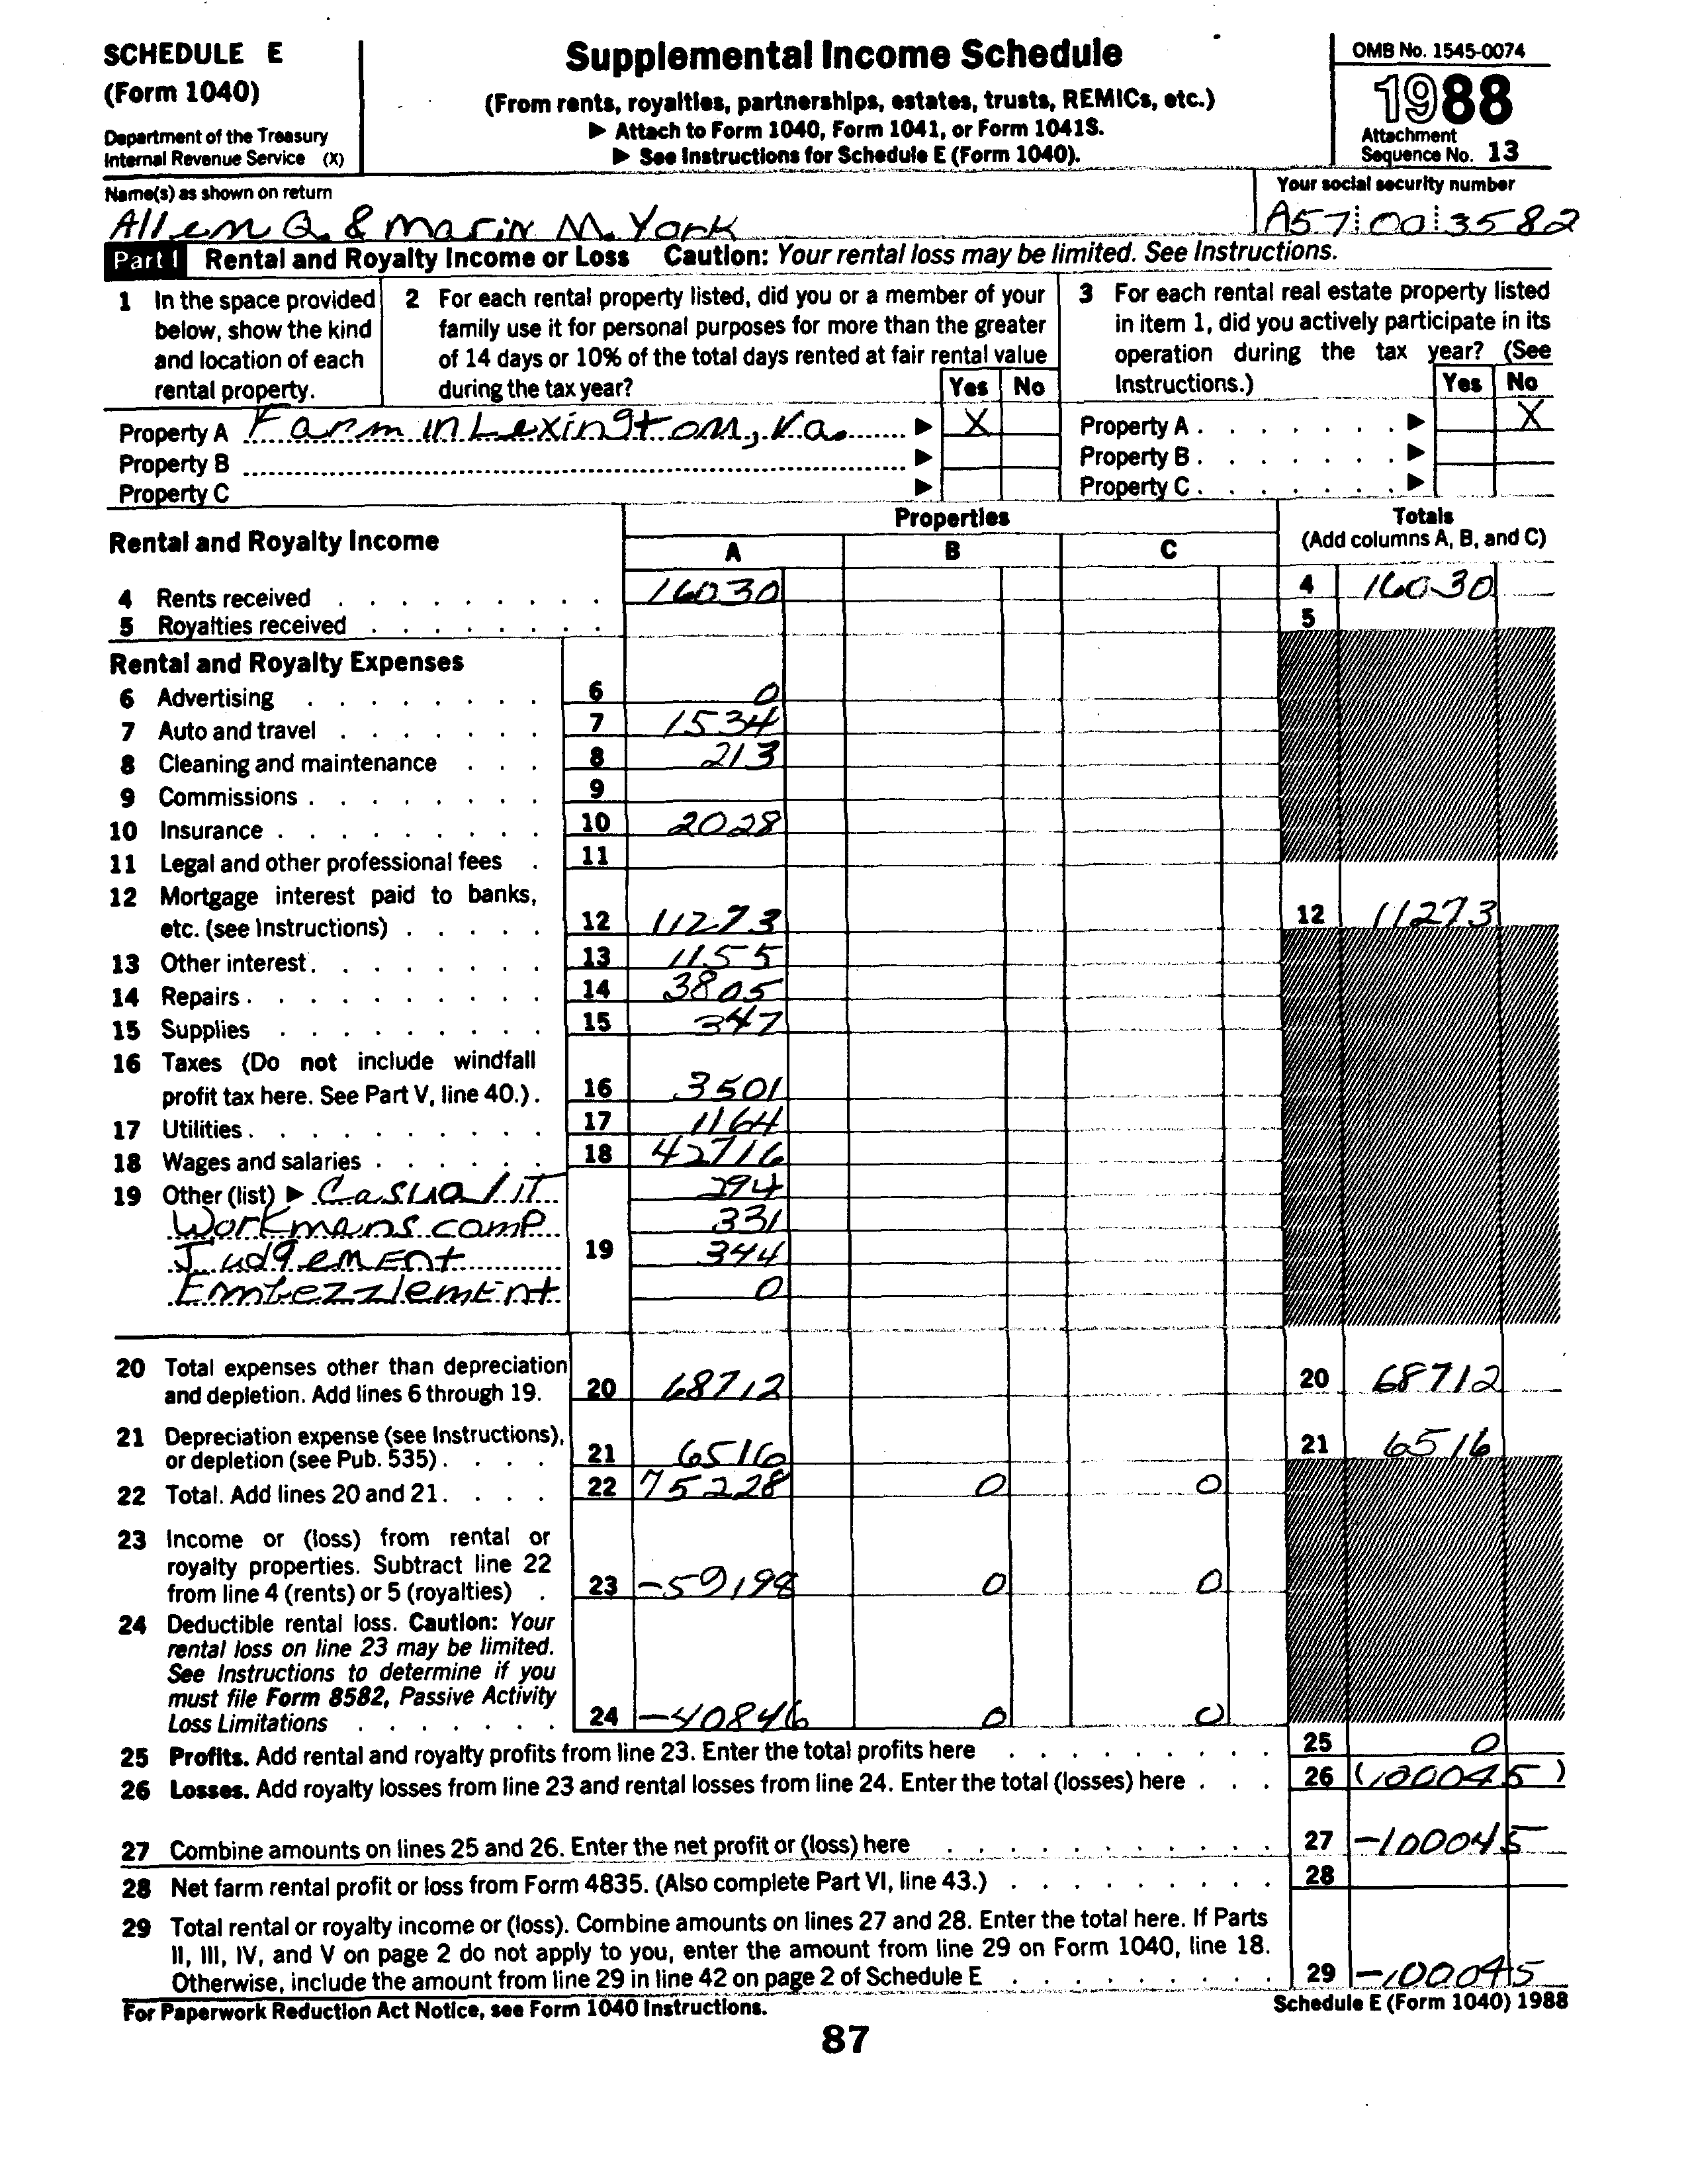 SCHEDULE E
(Form 1040)
Department of the Treasury
Internal Revenue Service (X)
Supplemental Income Schedule
(From rents, royalties, partnerships, estates, trusts, REMICs, etc.)
▶ Attach to Form 1040, Form 1041, or Form 1041S.
▶ See Instructions for Schedule E (Form 1040).
OMB No. 1545-0074
1988
Attachment
Sequence No. 13
Name(s) as shown on return
Your social security number
Allen Q. & Marin M. York
A57 00 3582
Part I Rental and Royalty Income or Loss Caution: Your rental loss may be limited. See Instructions.
1 In the space provided
below, show the kind
and location of each
rental property.
2 For each rental property listed, did you or a member of your
family use it for personal purposes for more than the greater
of 14 days or 10% of the total days rented at fair rental value
during the tax year?
Yes No
3 For each rental real estate property listed
in item 1, did you actively participate in its
operation during the tax year? (See
Instructions.)
Yes No
Property A Farm in Lexington, Va. ▶ X
Property B ▶
Property C ▶
Property A ▶ X
Property B ▶
Property C ▶
Rental and Royalty Income
Properties
A B C
Totals
(Add columns A, B, and C)
4 Rents received 16030 4 16030
5 Royalties received 5
Rental and Royalty Expenses
6 Advertising 6 0
7 Auto and travel 7 1534
8 Cleaning and maintenance 8 213
9 Commissions 9
10 Insurance 10 2028
11 Legal and other professional fees 11
12 Mortgage interest paid to banks,
etc. (see Instructions) 12 11273 12 11273
13 Other interest 13 1155
14 Repairs 14 3805
15 Supplies 15 347
16 Taxes (Do not include windfall
profit tax here. See Part V, line 40.) 16 3501
17 Utilities 17 1164
18 Wages and salaries 18 42716
19 Other (list) ▶ Casualit 294
Workmans comp 331
Judgement 19 344
Embezzlement 0
20 Total expenses other than depreciation
and depletion. Add lines 6 through 19. 20 68712 20 68712
21 Depreciation expense (see Instructions),
or depletion (see Pub. 535) 21 6516 21 6516
22 Total. Add lines 20 and 21 22 75228 0 0
23 Income or (loss) from rental or
royalty properties. Subtract line 22
from line 4 (rents) or 5 (royalties) 23 -59198 0 0
24 Deductible rental loss. Caution: Your
rental loss on line 23 may be limited.
See Instructions to determine if you
must file Form 8582, Passive Activity
Loss Limitations 24 -40846 0 0
25 Profits. Add rental and royalty profits from line 23. Enter the total profits here 25 0
26 Losses. Add royalty losses from line 23 and rental losses from line 24. Enter the total (losses) here 26 (100045)
27 Combine amounts on lines 25 and 26. Enter the net profit or (loss) here 27 -100045
28 Net farm rental profit or loss from Form 4835. (Also complete Part VI, line 43.) 28
29 Total rental or royalty income or (loss). Combine amounts on lines 27 and 28. Enter the total here. If Parts
II, III, IV, and V on page 2 do not apply to you, enter the amount from line 29 on Form 1040, line 18.
Otherwise, include the amount from line 29 in line 42 on page 2 of Schedule E 29 -100045
For Paperwork Reduction Act Notice, see Form 1040 Instructions.
Schedule E (Form 1040) 1988
87